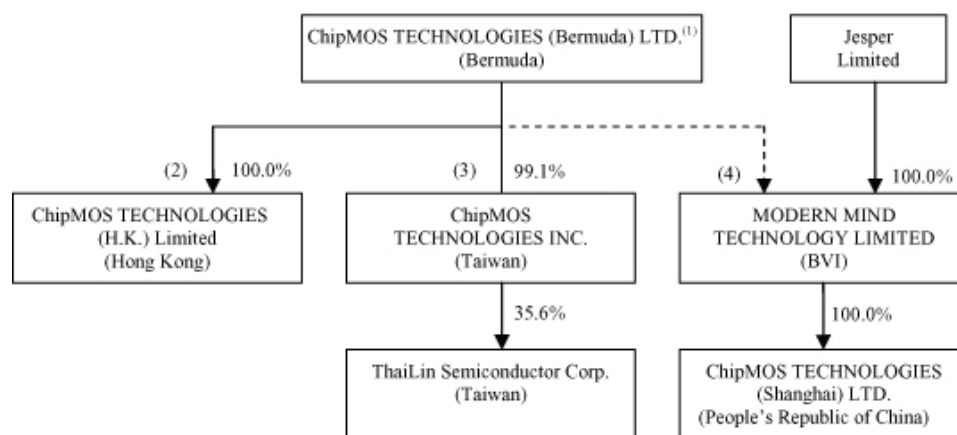 ChipMOS TECHNOLOGIES (Bermuda) LTD.(1)
(Bermuda)
Jesper
Limited
(2) 100.0%
(3) 99.1%
(4) 100.0%
ChipMOS TECHNOLOGIES
(H.K.) Limited
(Hong Kong)
ChipMOS
TECHNOLOGIES INC.
(Taiwan)
MODERN MIND
TECHNOLOGY LIMITED
(BVI)
35.6%
100.0%
ThaiLin Semiconductor Corp.
(Taiwan)
ChipMOS TECHNOLOGIES
(Shanghai) LTD.
(People's Republic of China)